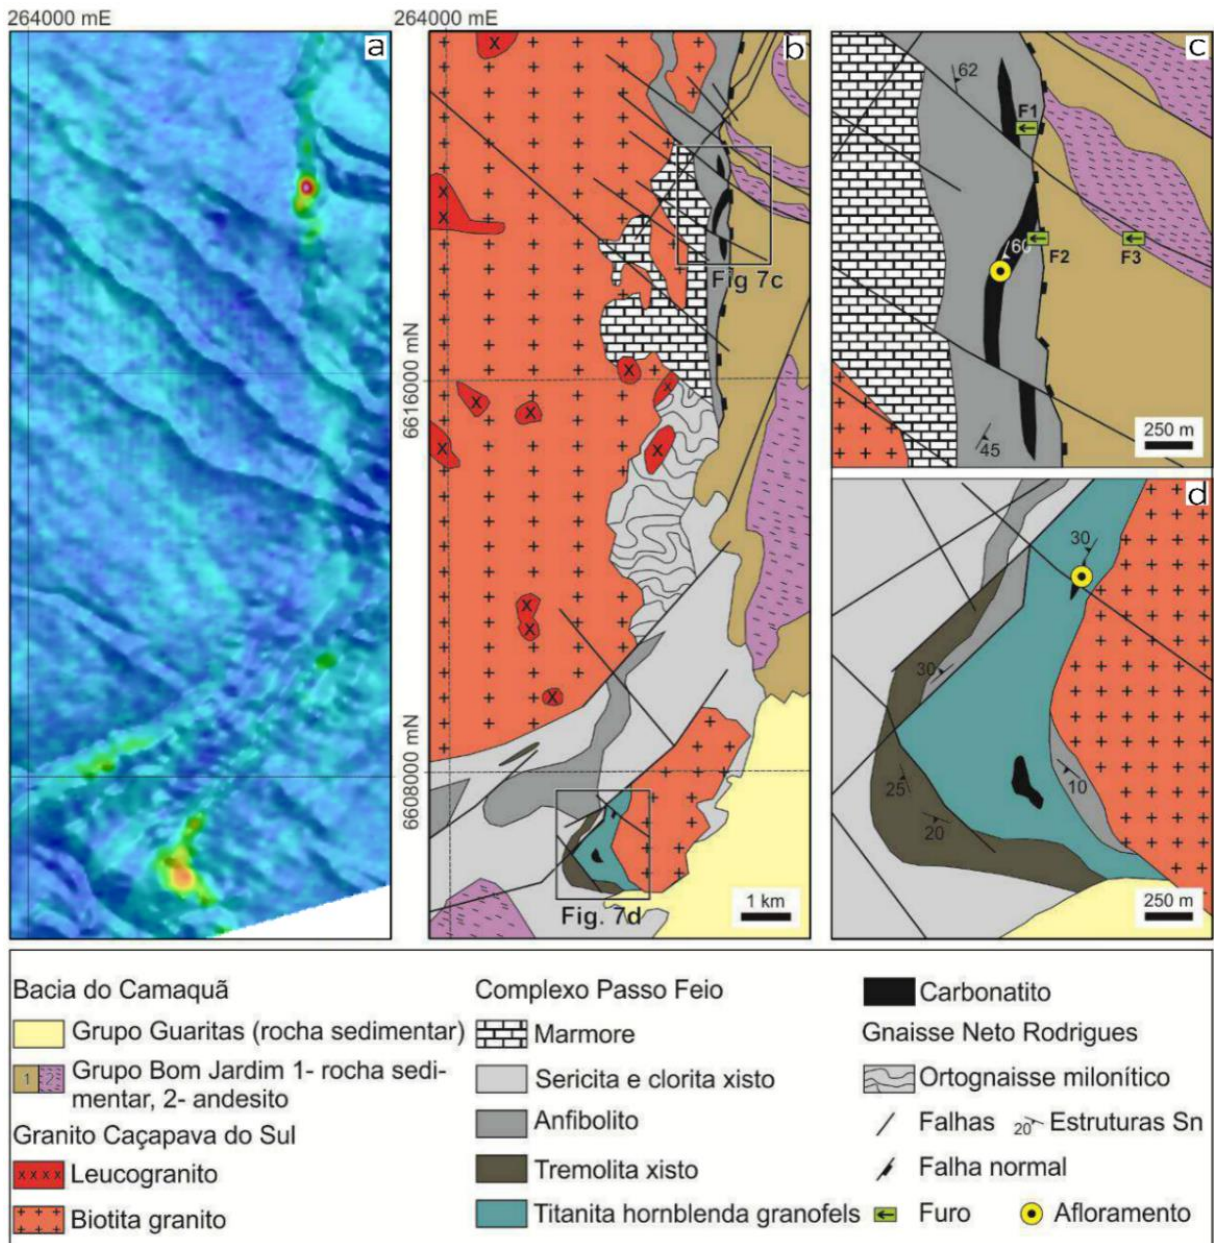 264000 mE
264000 mE
a
b
c
d
6616000 mN
6608000 mN
Fig 7c
Fig. 7d
1 km
62
F1
60
F2
F3
45
250 m
30
30
25
20
10
250 m
Bacia do Camaquã
Grupo Guaritas (rocha sedimentar)
1 2 Grupo Bom Jardim 1- rocha sedi-
mentar, 2- andesito
Granito Caçapava do Sul
x x x x Leucogranito
Biotita granito
Complexo Passo Feio
Marmore
Sericita e clorita xisto
Anfibolito
Tremolita xisto
Titanita hornblenda granofels
Carbonatito
Gnaisse Neto Rodrigues
Ortognaisse milonítico
Falhas 20 Estruturas Sn
Falha normal
Furo Afloramento